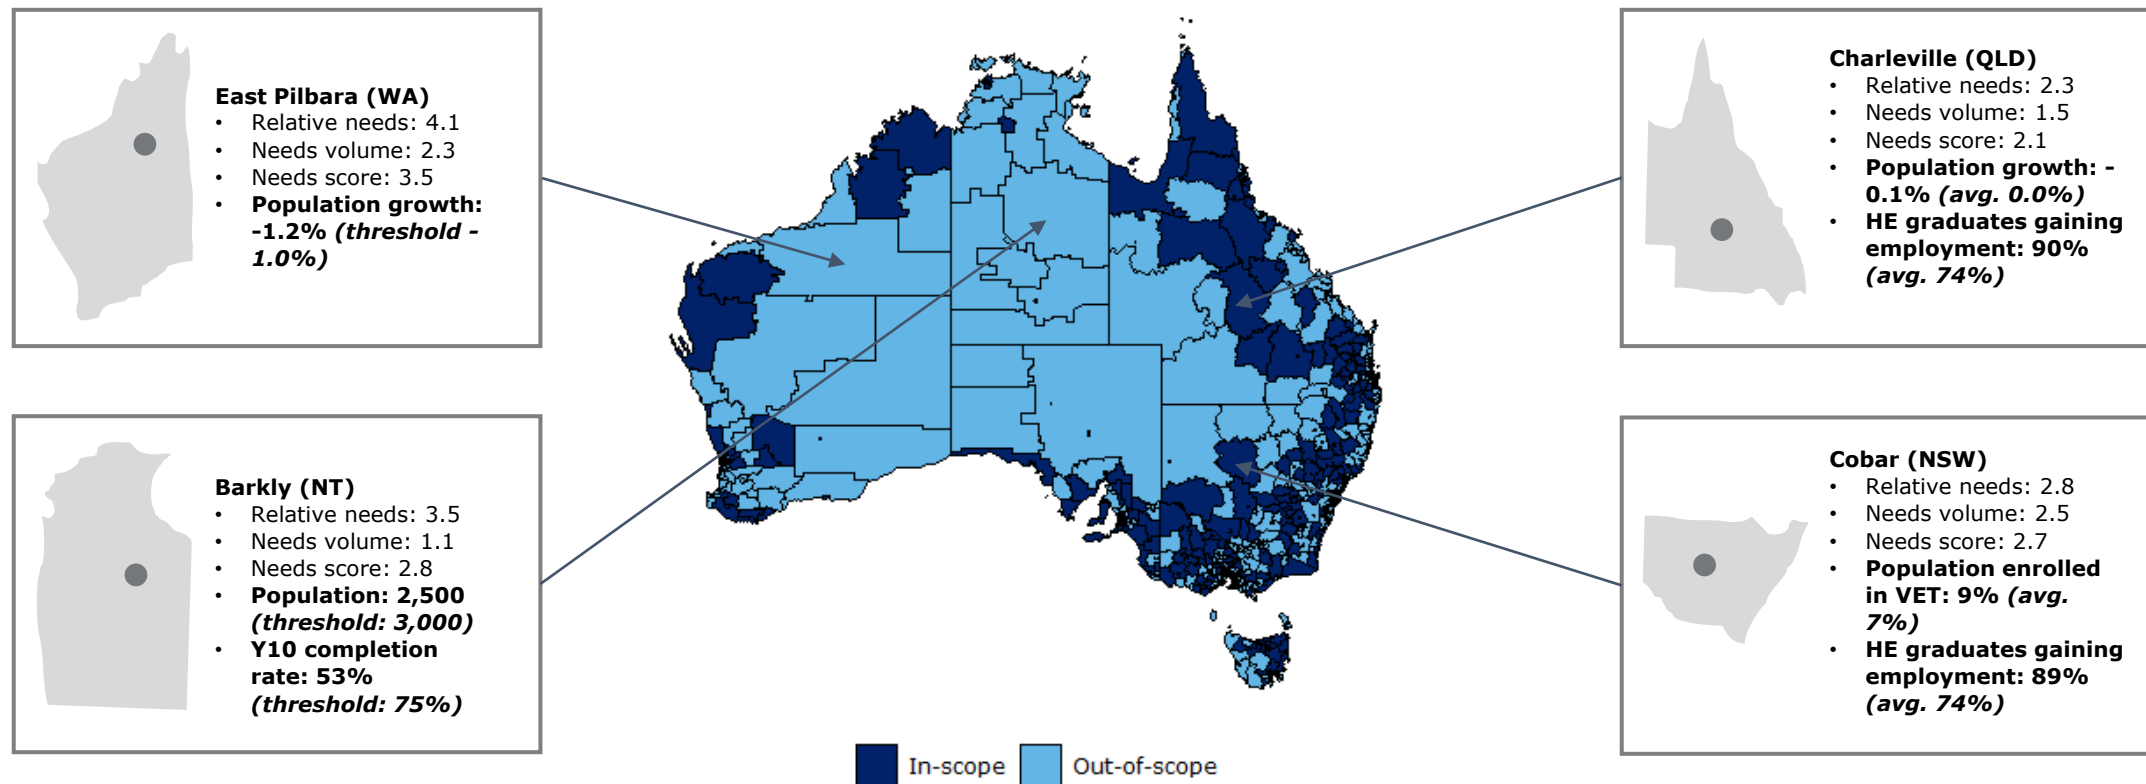 East Pilbara (WA)
• Relative needs: 4.1
• Needs volume: 2.3
• Needs score: 3.5
• Population growth:
-1.2% (threshold -
1.0%)
Barkly (NT)
• Relative needs: 3.5
• Needs volume: 1.1
• Needs score: 2.8
• Population: 2,500
(threshold: 3,000)
• Y10 completion
rate: 53%
(threshold: 75%)
Charleville (QLD)
• Relative needs: 2.3
• Needs volume: 1.5
• Needs score: 2.1
• Population growth: -
0.1% (avg. 0.0%)
• HE graduates gaining
employment: 90%
(avg. 74%)
Cobar (NSW)
• Relative needs: 2.8
• Needs volume: 2.5
• Needs score: 2.7
• Population enrolled
in VET: 9% (avg.
7%)
• HE graduates gaining
employment: 89%
(avg. 74%)
In-scope
Out-of-scope